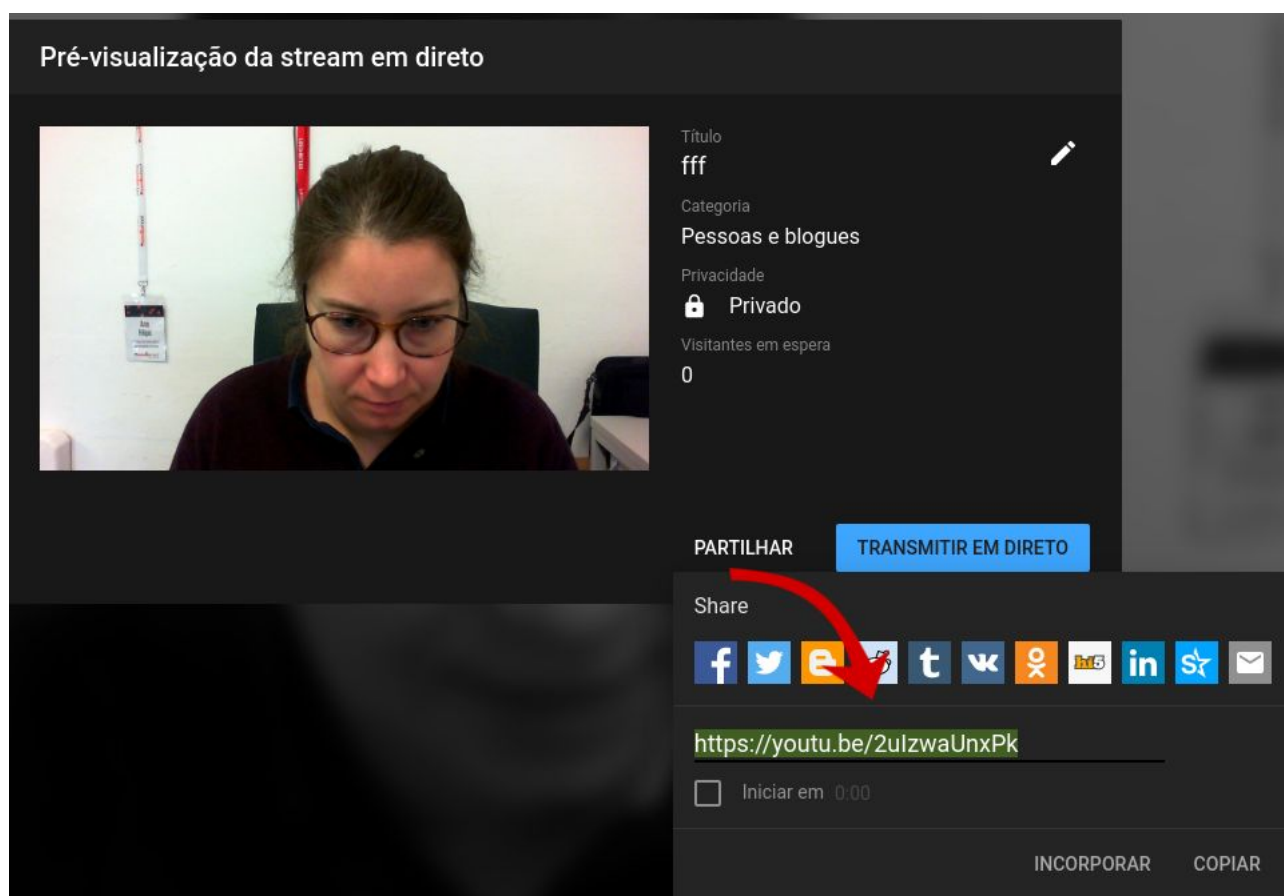 Pré-visualização da stream em direto
Título
fff
Categoria
Pessoas e blogues
Privacidade
Privado
Visitantes em espera
0
PARTILHAR
TRANSMITIR EM DIRETO
Share
hi5
https://youtu.be/2uIzwaUnxPk
Iniciar em 0:00
INCORPORAR COPIAR